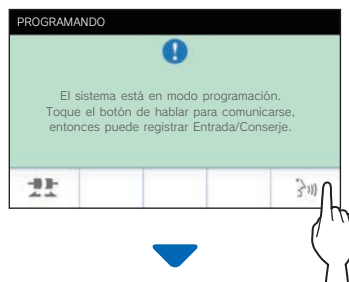 PROGRAMANDO
El sistema está en modo programación.
Toque el botón de hablar para comunicarse,
entonces puede registrar Entrada/Conserje.